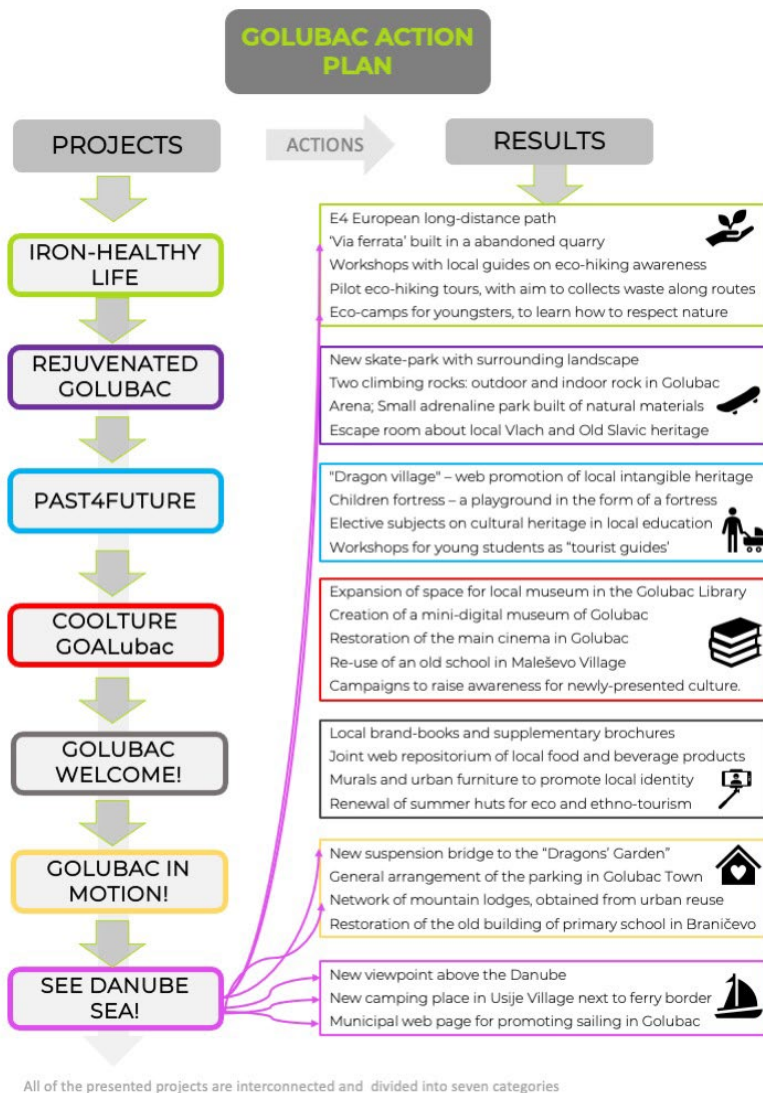 GOLUBAC ACTION
PLAN
PROJECTS
ACTIONS
RESULTS
IRON-HEALTHY
LIFE
E4 European long-distance path
‘Via ferrata’ built in a abandoned quarry
Workshops with local guides on eco-hiking awareness
Pilot eco-hiking tours, with aim to collects waste along routes
Eco-camps for youngsters, to learn how to respect nature
REJUVENATED
GOLUBAC
New skate-park with surrounding landscape
Two climbing rocks: outdoor and indoor rock in Golubac
Arena; Small adrenaline park built of natural materials
Escape room about local Vlach and Old Slavic heritage
PAST4FUTURE
"Dragon village" – web promotion of local intangible heritage
Children fortress – a playground in the form of a fortress
Elective subjects on cultural heritage in local education
Workshops for young students as “tourist guides’
COOLTURE
GOALubac
Expansion of space for local museum in the Golubac Library
Creation of a mini-digital museum of Golubac
Restoration of the main cinema in Golubac
Re-use of an old school in Maleševo Village
Campaigns to raise awareness for newly-presented culture.
GOLUBAC
WELCOME!
Local brand-books and supplementary brochures
Joint web repositorium of local food and beverage products
Murals and urban furniture to promote local identity
Renewal of summer huts for eco and ethno-tourism
GOLUBAC IN
MOTION!
New suspension bridge to the “Dragons’ Garden”
General arrangement of the parking in Golubac Town
Network of mountain lodges, obtained from urban reuse
Restoration of the old building of primary school in Braničevo
SEE DANUBE
SEA!
New viewpoint above the Danube
New camping place in Usije Village next to ferry border
Municipal web page for promoting sailing in Golubac
All of the presented projects are interconnected and divided into seven categories